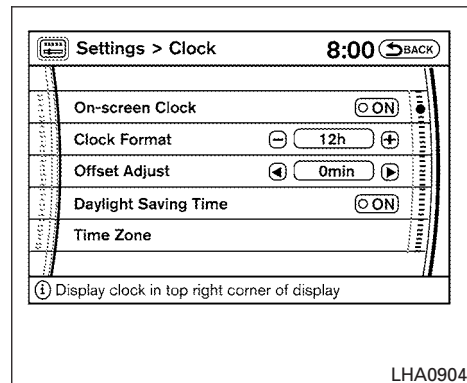 Settings > Clock 8:00 BACK
On-screen Clock ON
Clock Format 12h
Offset Adjust 0min
Daylight Saving Time ON
Time Zone
i Display clock in top right corner of display
LHA0904